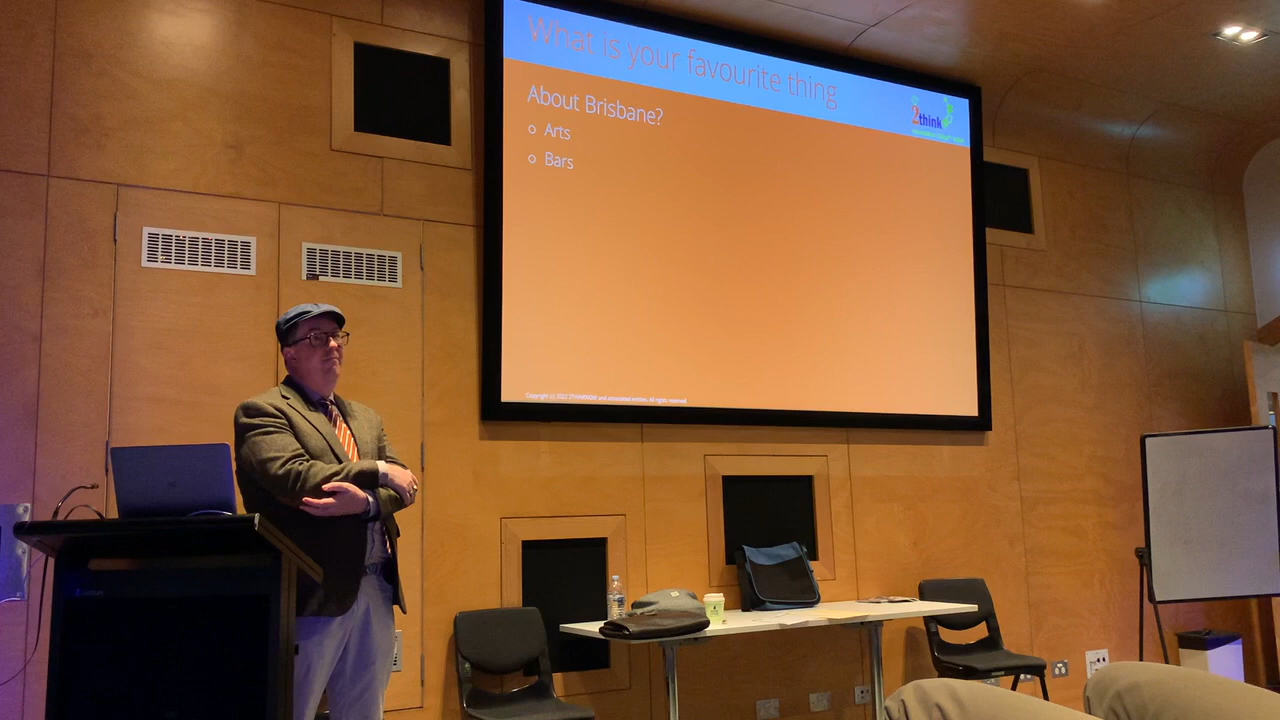 What is your favourite thing
About Brisbane?
Arts
Bars
2think